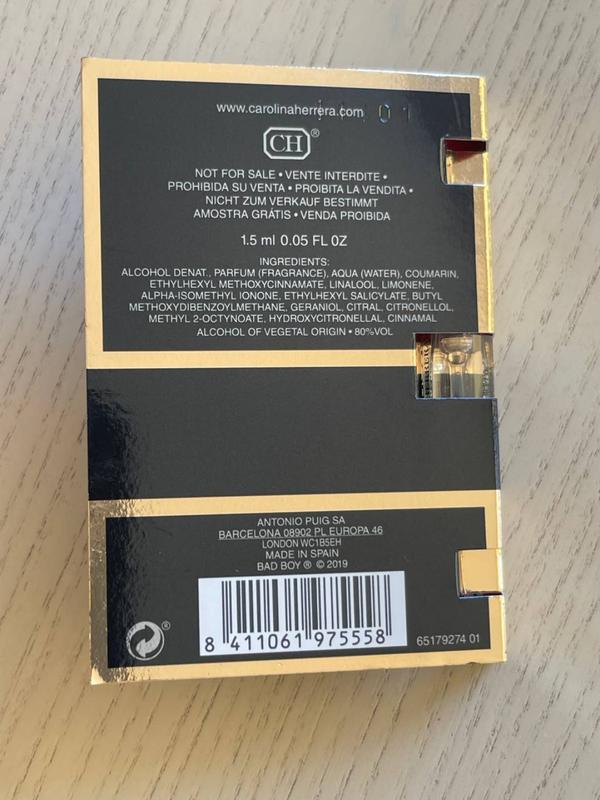 www.carolinaherrera.com
01
CH®
NOT FOR SALE • VENTE INTERDITE •
PROHIBIDA SU VENTA • PROIBITA LA VENDITA •
NICHT ZUM VERKAUF BESTIMMT
AMOSTRA GRÁTIS • VENDA PROIBIDA
1.5 ml 0.05 FL OZ
INGREDIENTS:
ALCOHOL DENAT., PARFUM (FRAGRANCE), AQUA (WATER), COUMARIN,
ETHYLHEXYL METHOXYCINNAMATE, LINALOOL, LIMONENE,
ALPHA-ISOMETHYL IONONE, ETHYLHEXYL SALICYLATE, BUTYL
METHOXYDIBENZOYLMETHANE, GERANIOL, CITRAL, CITRONELLOL,
METHYL 2-OCTYNOATE, HYDROXYCITRONELLAL, CINNAMAL
ALCOHOL OF VEGETAL ORIGIN • 80%VOL
ANTONIO PUIG SA
BARCELONA 08902 PL EUROPA 46
LONDON WC1B5EH
MADE IN SPAIN
BAD BOY ® © 2019
8 411061 975558
65179274 01